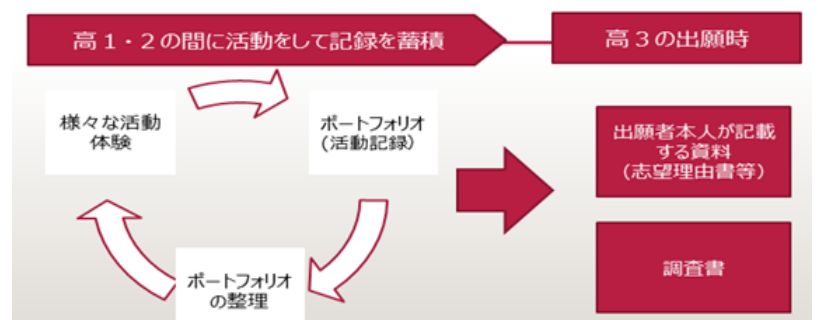 高１・２の間に活動をして記録を蓄積
高３の出願時
様々な活動
体験
ポートフォリオ
(活動記録)
ポートフォリオ
の整理
出願者本人が記載
する資料
(志望理由書等)
調査書